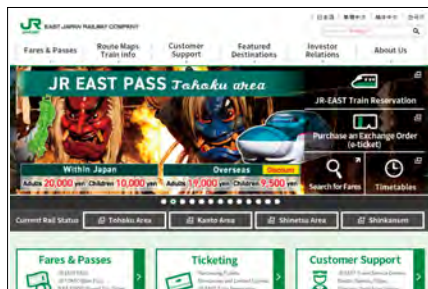 JR EAST JAPAN RAILWAY COMPANY
日本語
Fares & Passes
Route Maps
Train info
Customer
Support
Featured
Destinations
Investor
Relations
About Us
JR EAST PASS Tohoku area
Within Japan
Adults 20,000 yen Children 10,000 yen
Overseas Discount
Adults 19,000 yen Children 9,500 yen
JR-EAST Train Reservation
Purchase an Exchange Order
(e-ticket)
Search for Fares
Timetables
Current Rail Status
Tohoku Area
Kanto Area
Shinetsu Area
Shinkansen
Fares & Passes
Ticketing
Customer Support